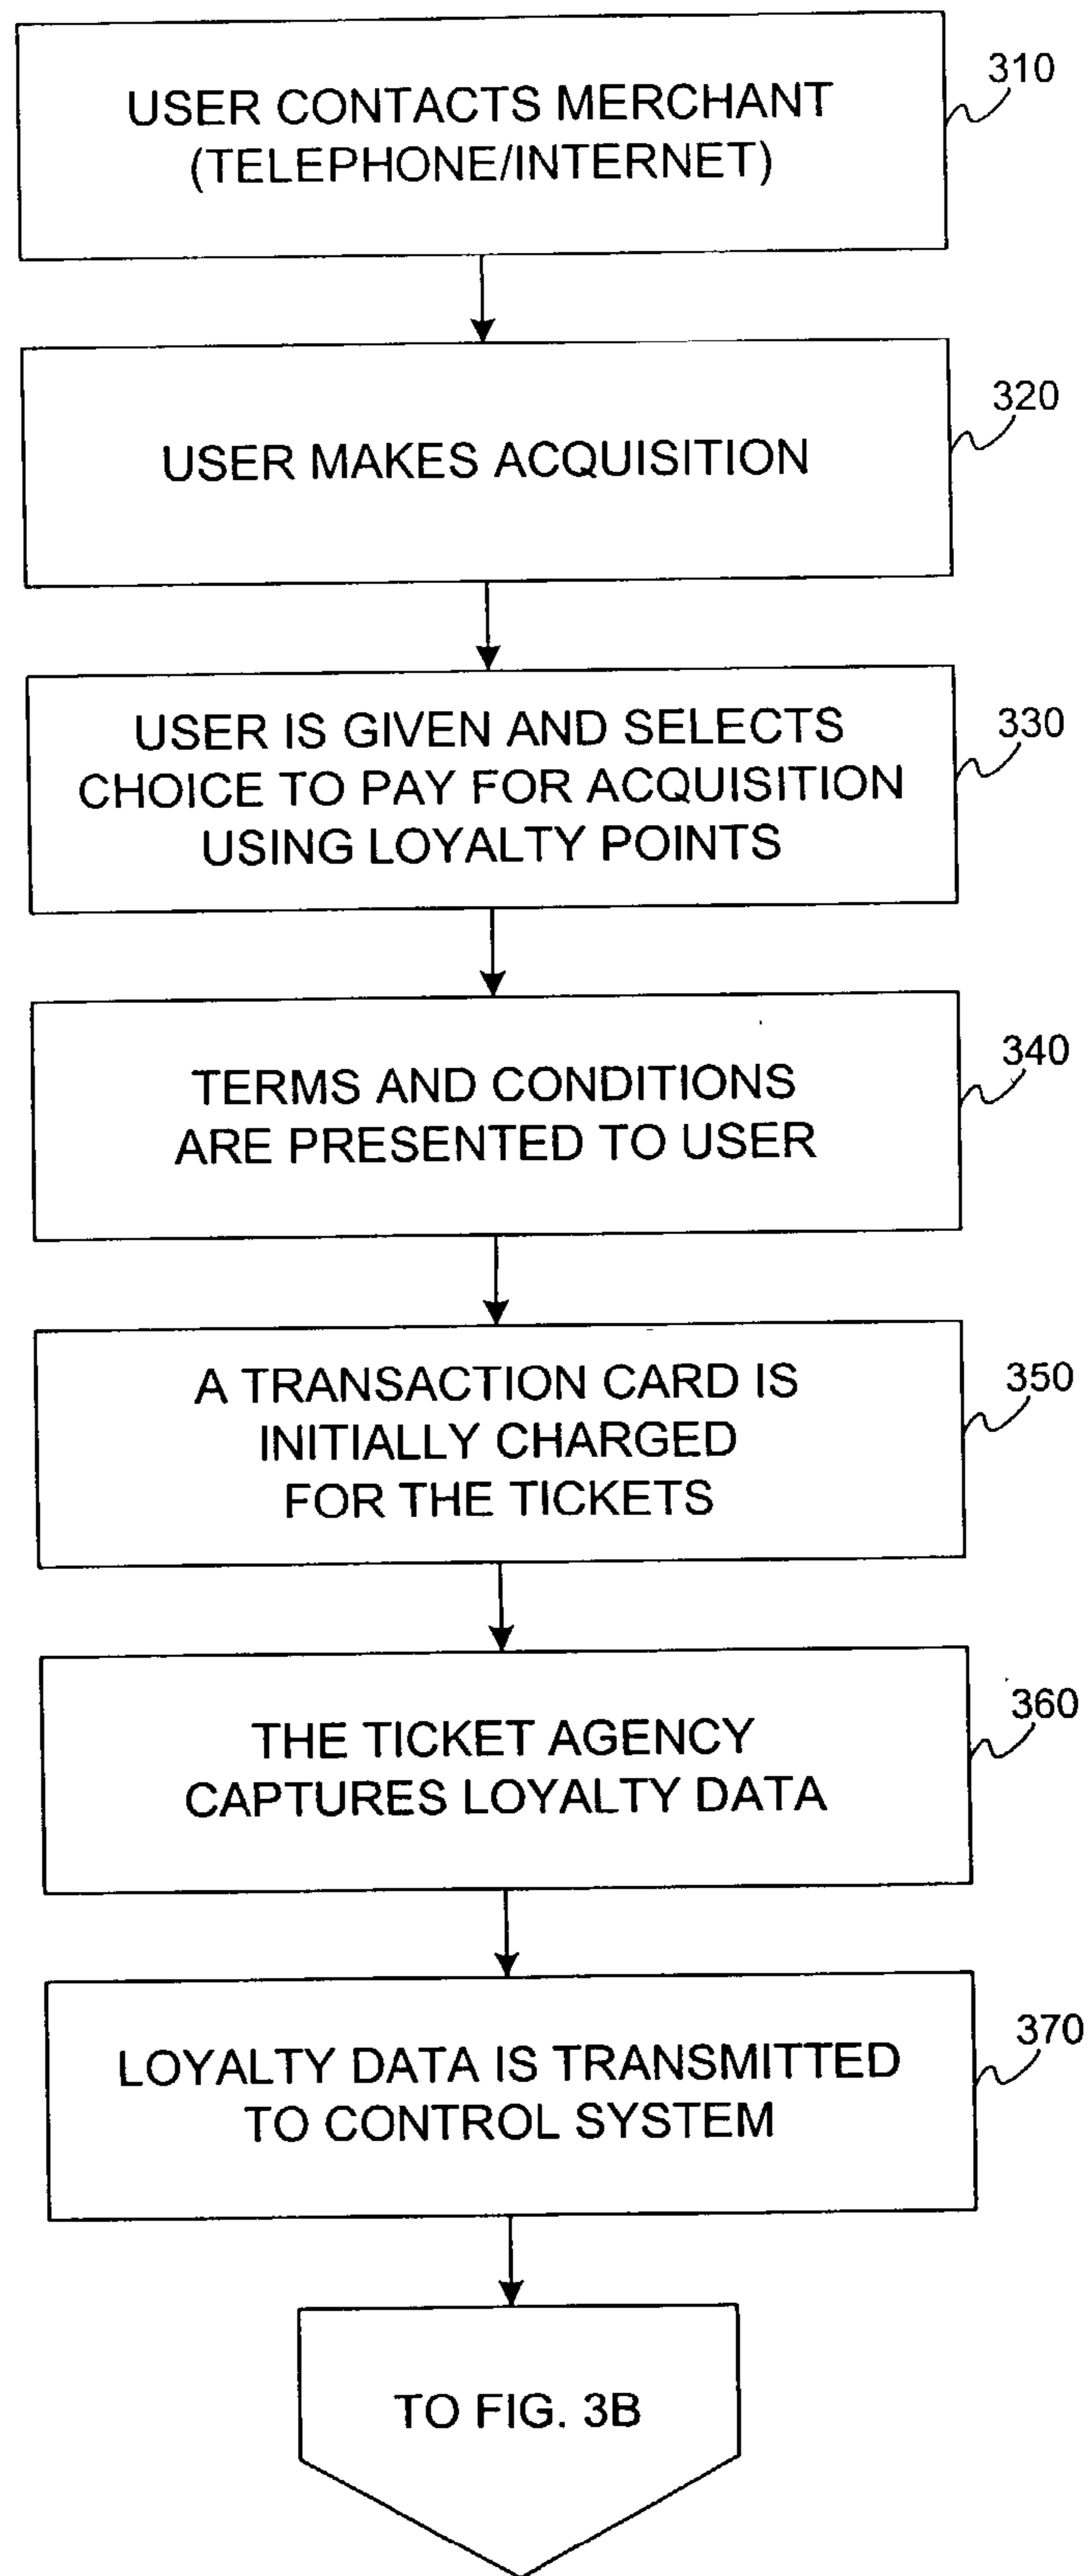 USER CONTACTS MERCHANT
(TELEPHONE/INTERNET)
310
USER MAKES ACQUISITION
320
USER IS GIVEN AND SELECTS
CHOICE TO PAY FOR ACQUISITION
USING LOYALTY POINTS
330
TERMS AND CONDITIONS
ARE PRESENTED TO USER
340
A TRANSACTION CARD IS
INITIALLY CHARGED
FOR THE TICKETS
350
THE TICKET AGENCY
CAPTURES LOYALTY DATA
360
LOYALTY DATA IS TRANSMITTED
TO CONTROL SYSTEM
370
TO FIG. 3B